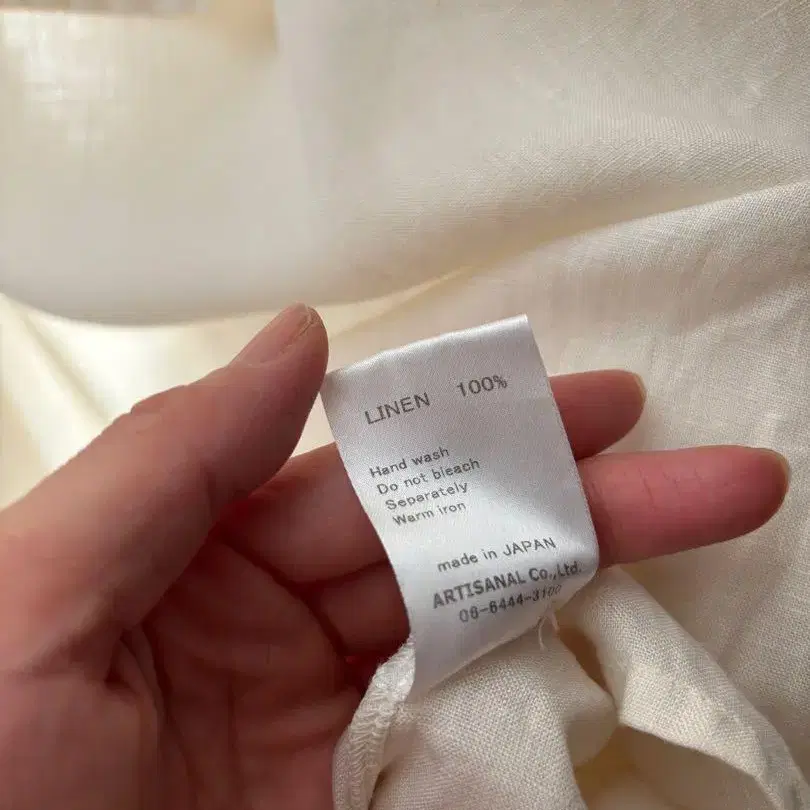 LINEN 100%
Hand wash
Do not bleach
Separately
Warm iron
made in JAPAN
ARTISANAL Co.,Ltd.
06-6444-3100